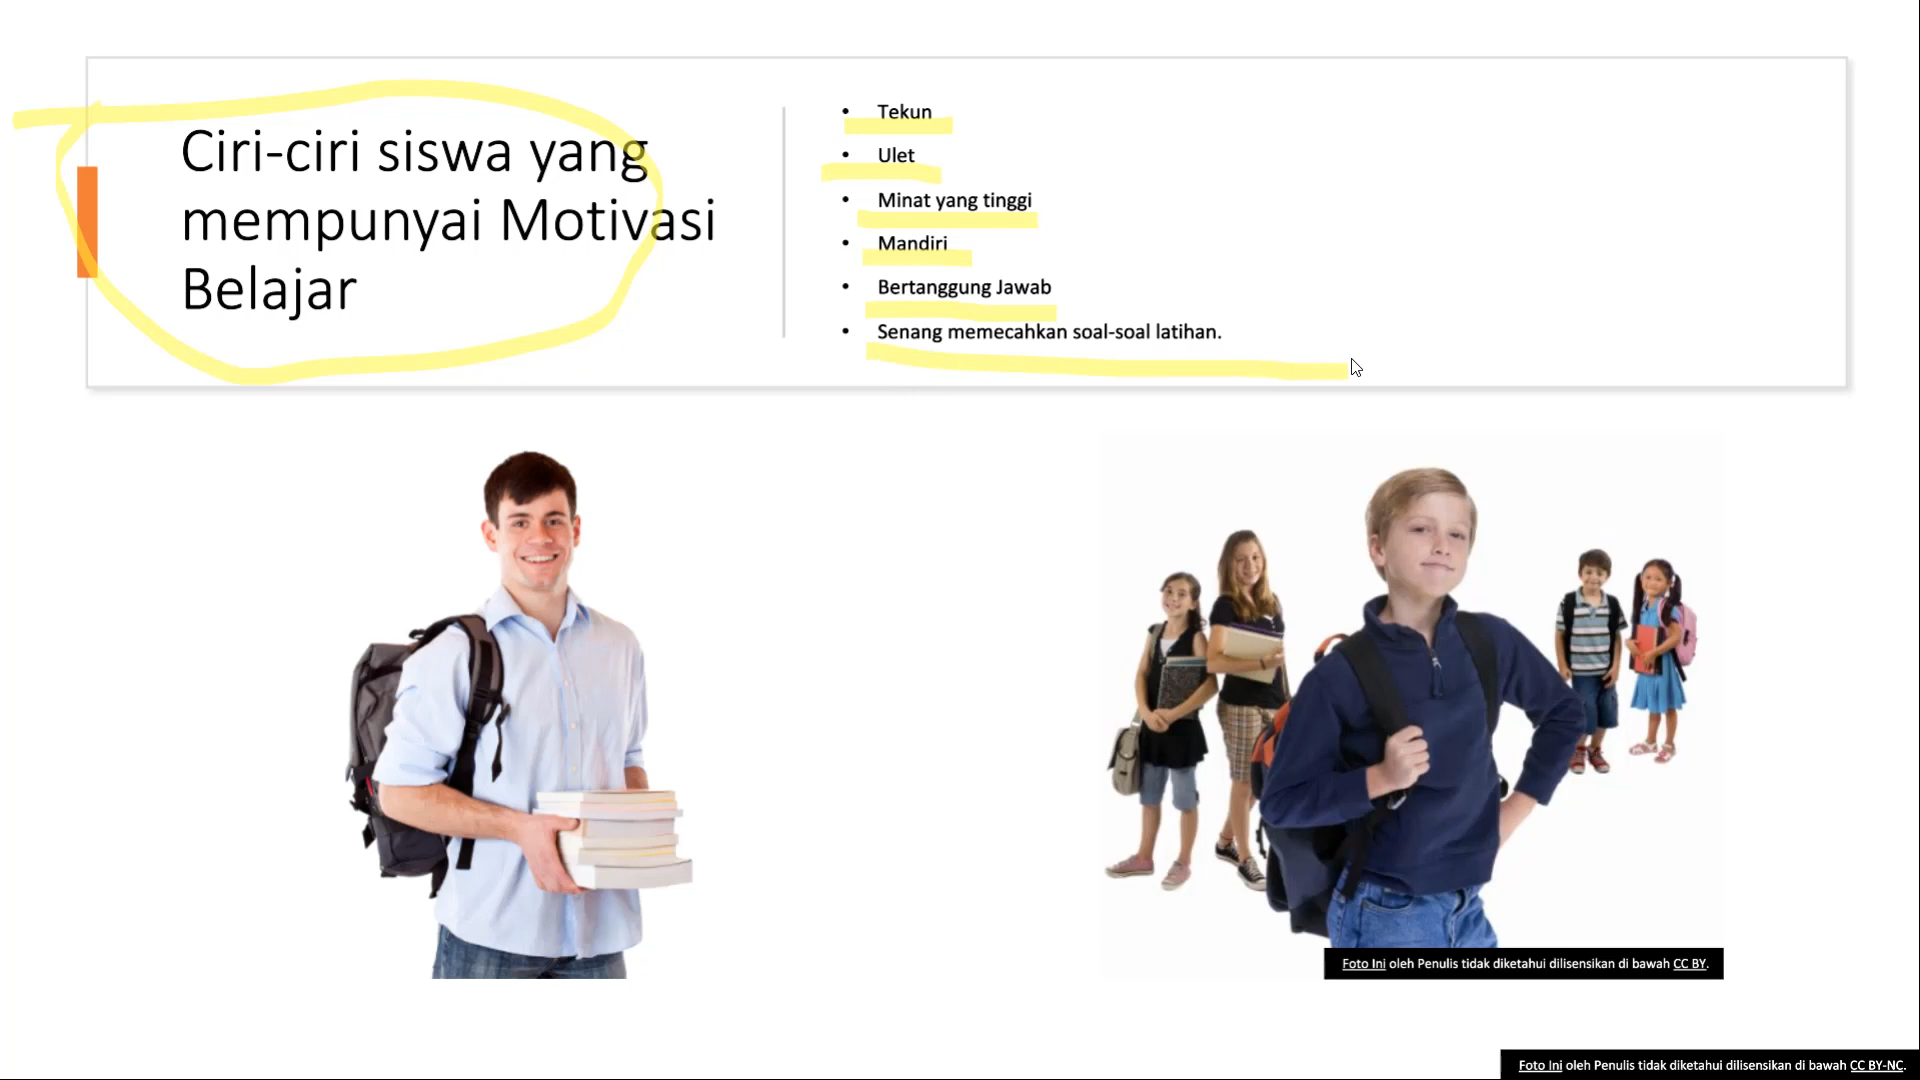 Ciri-ciri siswa yang
mempunyai Motivasi
Belajar
• Tekun
• Ulet
• Minat yang tinggi
• Mandiri
• Bertanggung Jawab
• Senang memecahkan soal-soal latihan.
Foto Ini oleh Penulis tidak diketahui dilisensikan di bawah CC BY.
Foto Ini oleh Penulis tidak diketahui dilisensikan di bawah CC BY-NC.